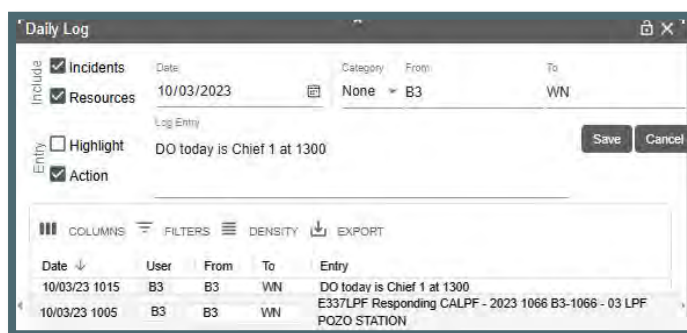 Daily Log
Include
Incidents
Resources
Date
10/03/2023
Category
None
From
B3
To
WN
Entry
Highlight
Action
Log Entry
DO today is Chief 1 at 1300
Save Cancel
COLUMNS FILTERS DENSITY EXPORT
Date User From To Entry
10/03/23 1015 B3 B3 WN DO today is Chief 1 at 1300
10/03/23 1005 B3 B3 WN E337LPF Responding CALPF - 2023 1066 B3-1066 - 03 LPF
POZO STATION